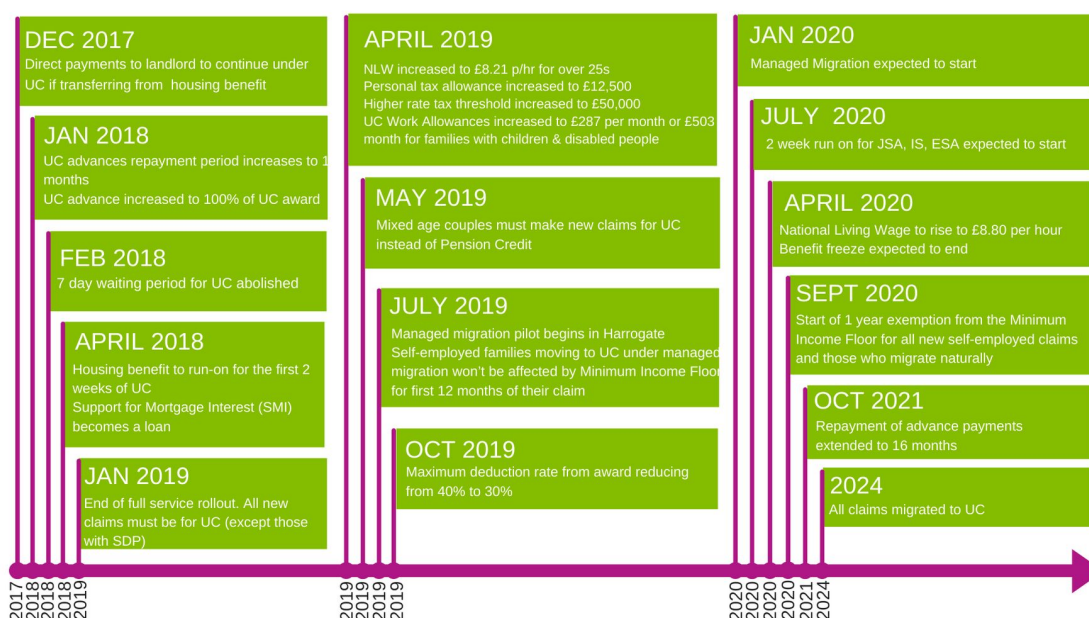 DEC 2017
Direct payments to landlord to continue under
UC if transferring from housing benefit
JAN 2018
UC advances repayment period increases to 1
months
UC advance increased to 100% of UC award
FEB 2018
7 day waiting period for UC abolished
APRIL 2018
Housing benefit to run-on for the first 2
weeks of UC
Support for Mortgage Interest (SMI)
becomes a loan
JAN 2019
End of full service rollout. All new
claims must be for UC (except those
with SDP)
APRIL 2019
NLW increased to £8.21 p/hr for over 25s
Personal tax allowance increased to £12,500
Higher rate tax threshold increased to £50,000
UC Work Allowances increased to £287 per month or £503
month for families with children & disabled people
MAY 2019
Mixed age couples must make new claims for UC
instead of Pension Credit
JULY 2019
Managed migration pilot begins in Harrogate
Self-employed families moving to UC under managed
migration won't be affected by Minimum Income Floor
for first 12 months of their claim
OCT 2019
Maximum deduction rate from award reducing
from 40% to 30%
JAN 2020
Managed Migration expected to start
JULY 2020
2 week run on for JSA, IS, ESA expected to start
APRIL 2020
National Living Wage to rise to £8.80 per hour
Benefit freeze expected to end
SEPT 2020
Start of 1 year exemption from the Minimum
Income Floor for all new self-employed claims
and those who migrate naturally
OCT 2021
Repayment of advance payments
extended to 16 months
2024
All claims migrated to UC
2017
2018
2018
2018
2019
2019
2019
2019
2019
2020
2020
2020
2020
2021
2024